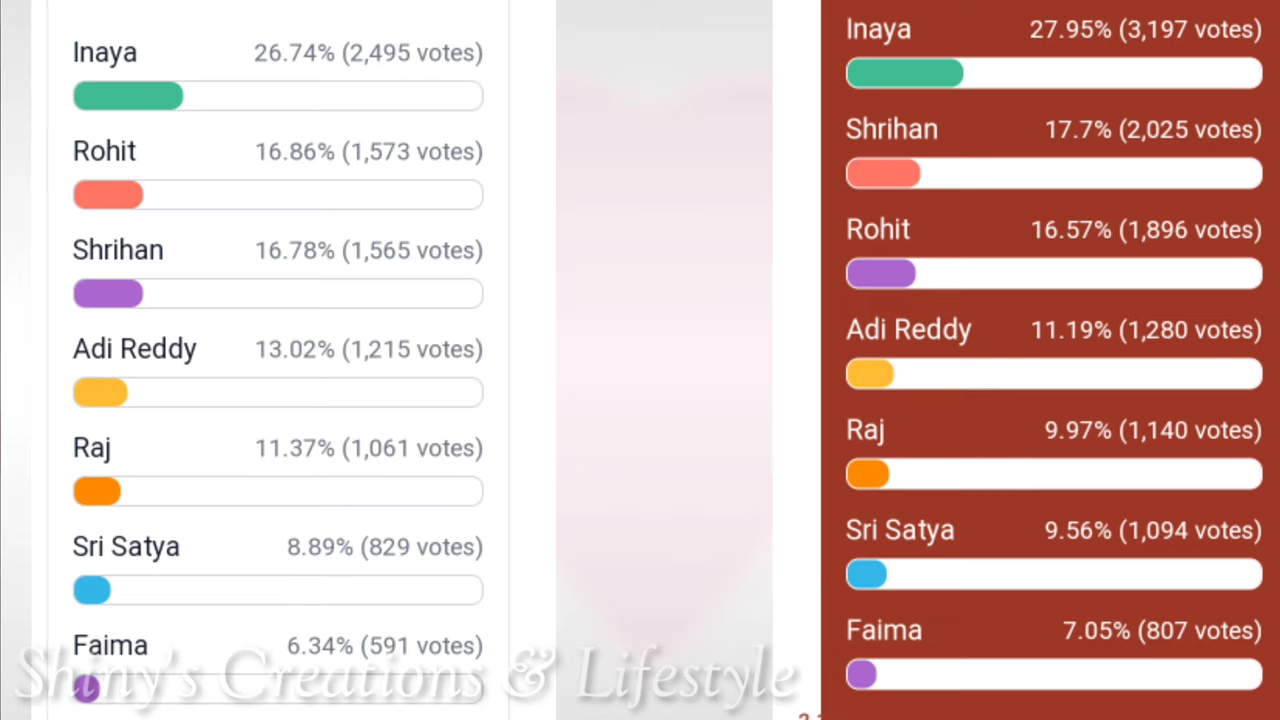 Inaya 26.74% (2,495 votes)
Rohit 16.86% (1,573 votes)
Shrihan 16.78% (1,565 votes)
Adi Reddy 13.02% (1,215 votes)
Raj 11.37% (1,061 votes)
Sri Satya 8.89% (829 votes)
Faima 6.34% (591 votes)
Inaya 27.95% (3,197 votes)
Shrihan 17.7% (2,025 votes)
Rohit 16.57% (1,896 votes)
Adi Reddy 11.19% (1,280 votes)
Raj 9.97% (1,140 votes)
Sri Satya 9.56% (1,094 votes)
Faima 7.05% (807 votes)
Shiny's Creations & Lifestyle